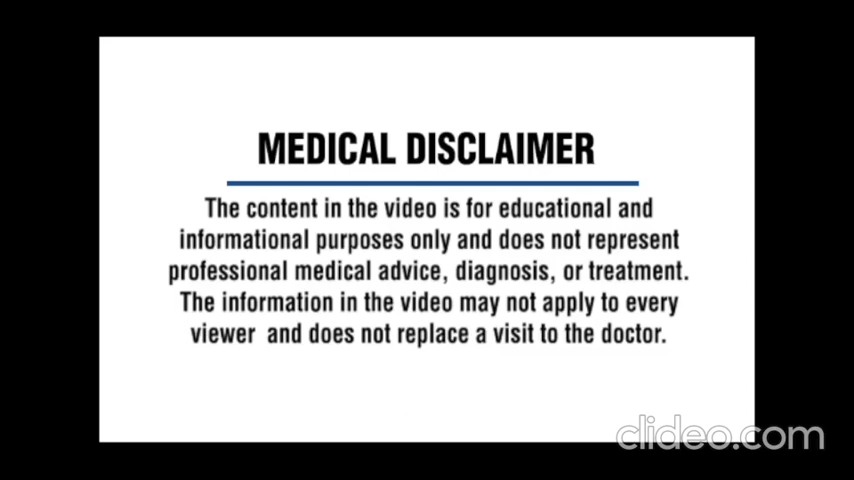 MEDICAL DISCLAIMER
The content in the video is for educational and
informational purposes only and does not represent
professional medical advice, diagnosis, or treatment.
The information in the video may not apply to every
viewer and does not replace a visit to the doctor.
clideo.com